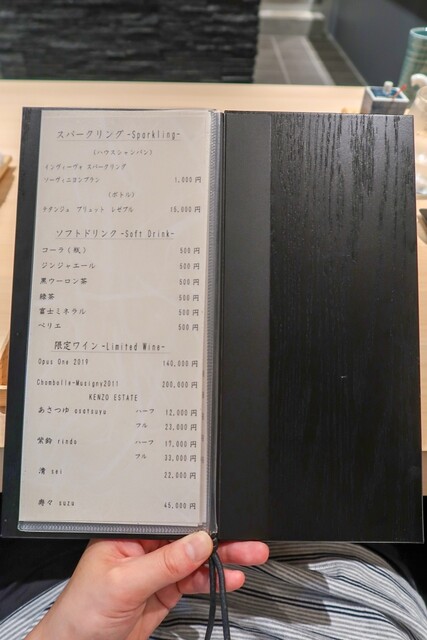 スパークリング -Sparkling-
(ハウスシャンパン)
インヴィーヴォ スパークリング
ソーヴィニヨンブラン 1,000 円
(ボトル)
ラタンジュ ブリュット レゼブル 15,000 円
ソフトドリンク -Soft Drink-
コーラ(瓶) 500 円
ジンジャエール 500 円
黒ウーロン茶 500 円
緑茶 500 円
富士ミネラル 500 円
ペリエ 500 円
限定ワイン -Limited Wine-
Opus One 2019 140,000 円
Chambolle-Musigny2011 200,000 円
KENZO ESTATE
あさつゆ asatsuyu ハーフ 12,000 円
フル 23,000 円
紫鈴 rindo ハーフ 17,000 円
フル 33,000 円
清 sei 22,000 円
寿々 suzu 45,000 円